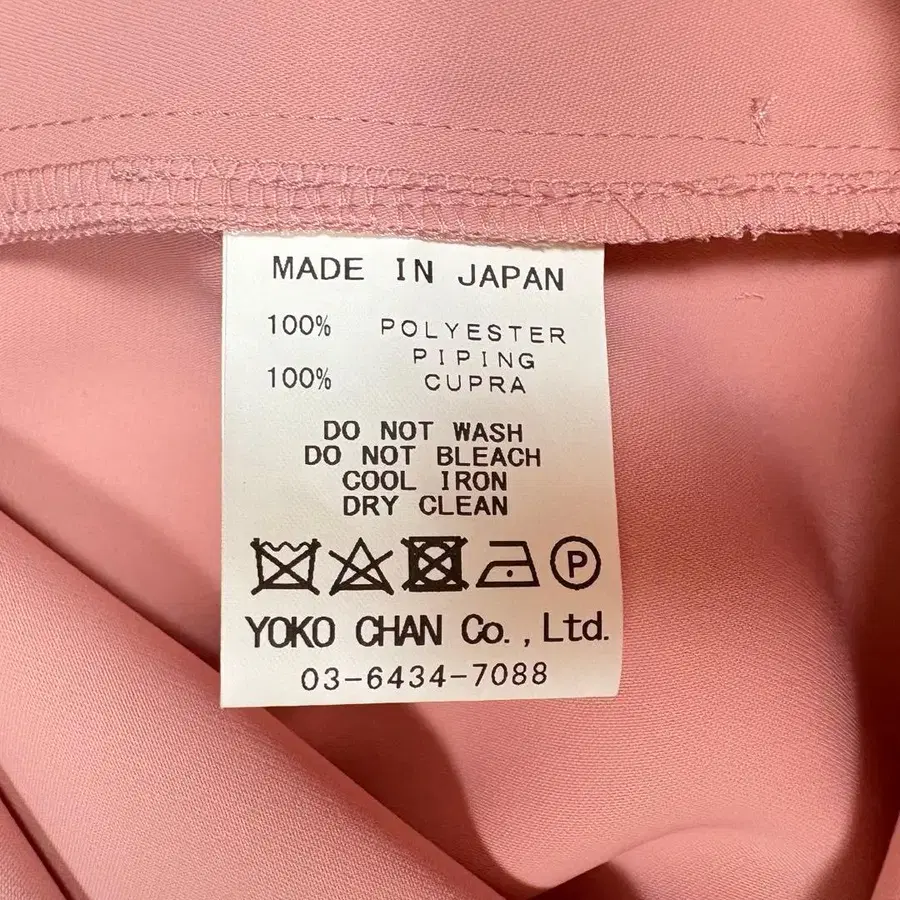 MADE IN JAPAN
100% POLYESTER
PIPING
100% CUPRA
DO NOT WASH
DO NOT BLEACH
COOL IRON
DRY CLEAN
P
YOKO CHAN Co.,Ltd.
03-6434-7088